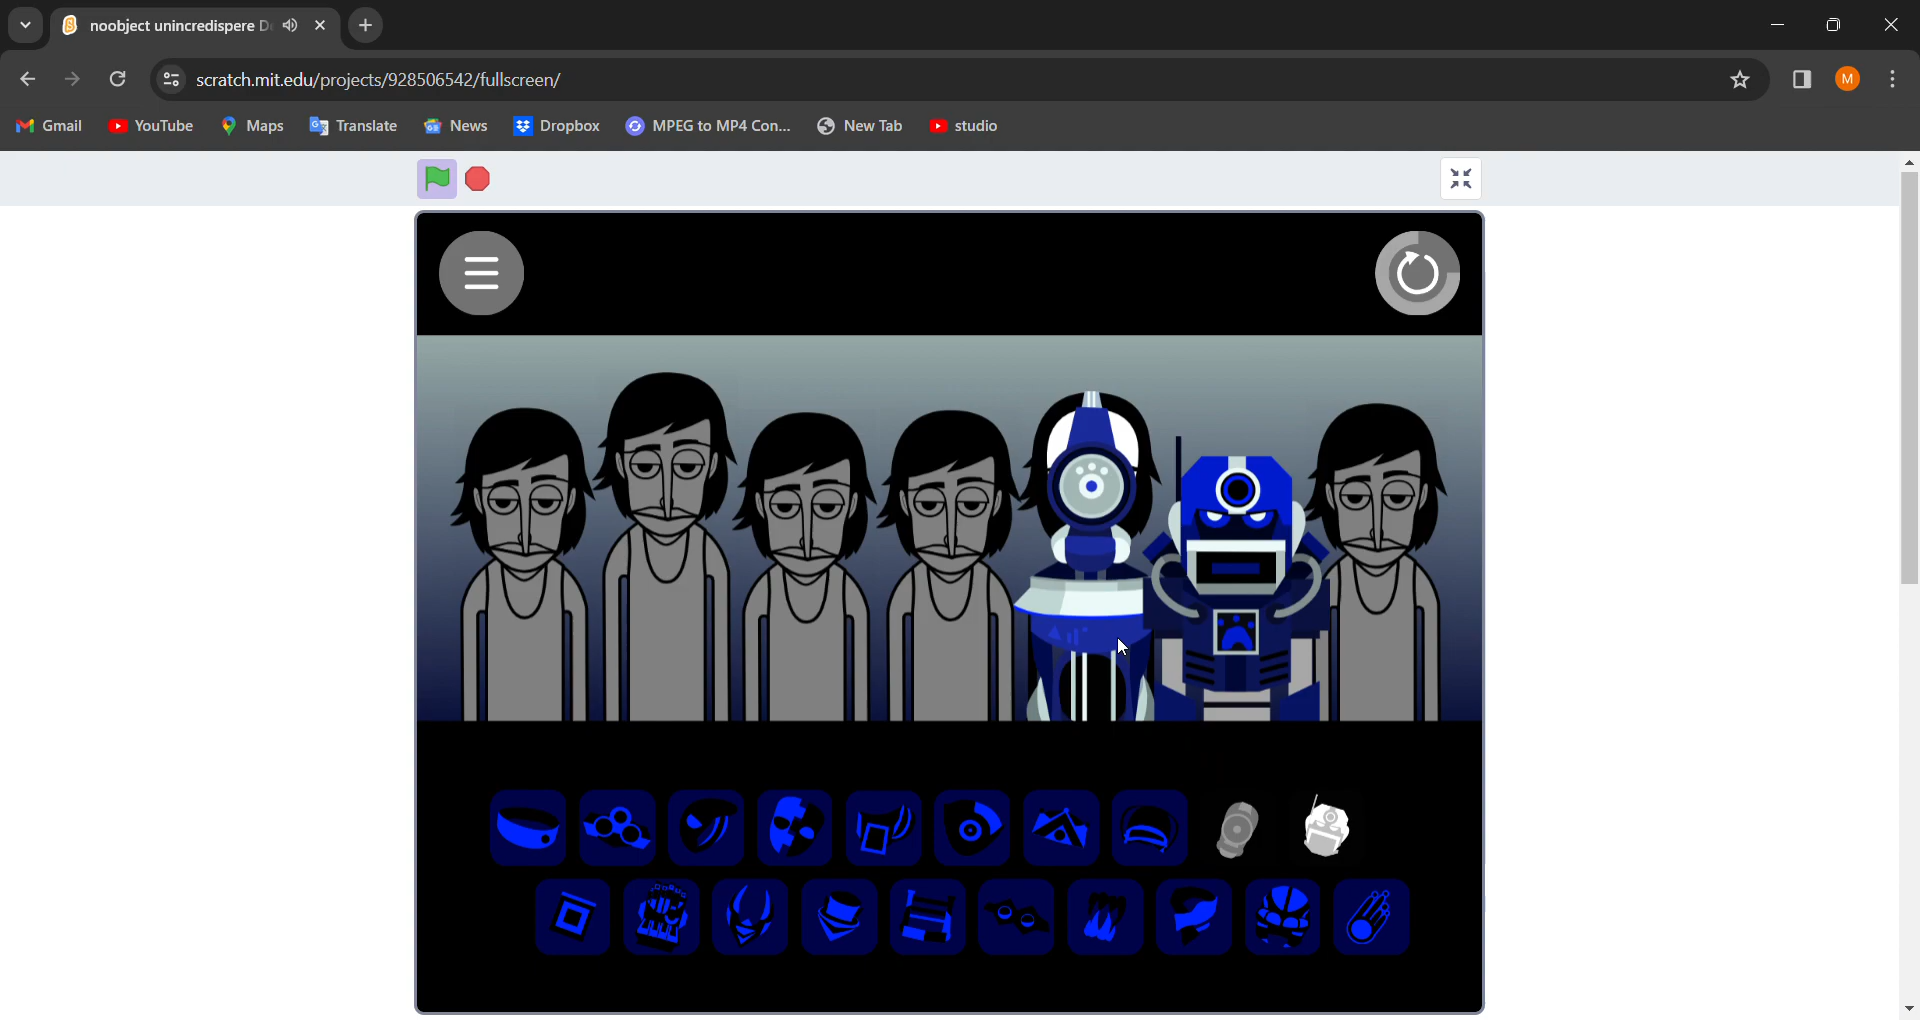 noobject unincredispere D
scratch.mit.edu/projects/928506542/fullscreen/
M
Gmail
YouTube
Maps
Translate
News
Dropbox
MPEG to MP4 Con...
New Tab
studio